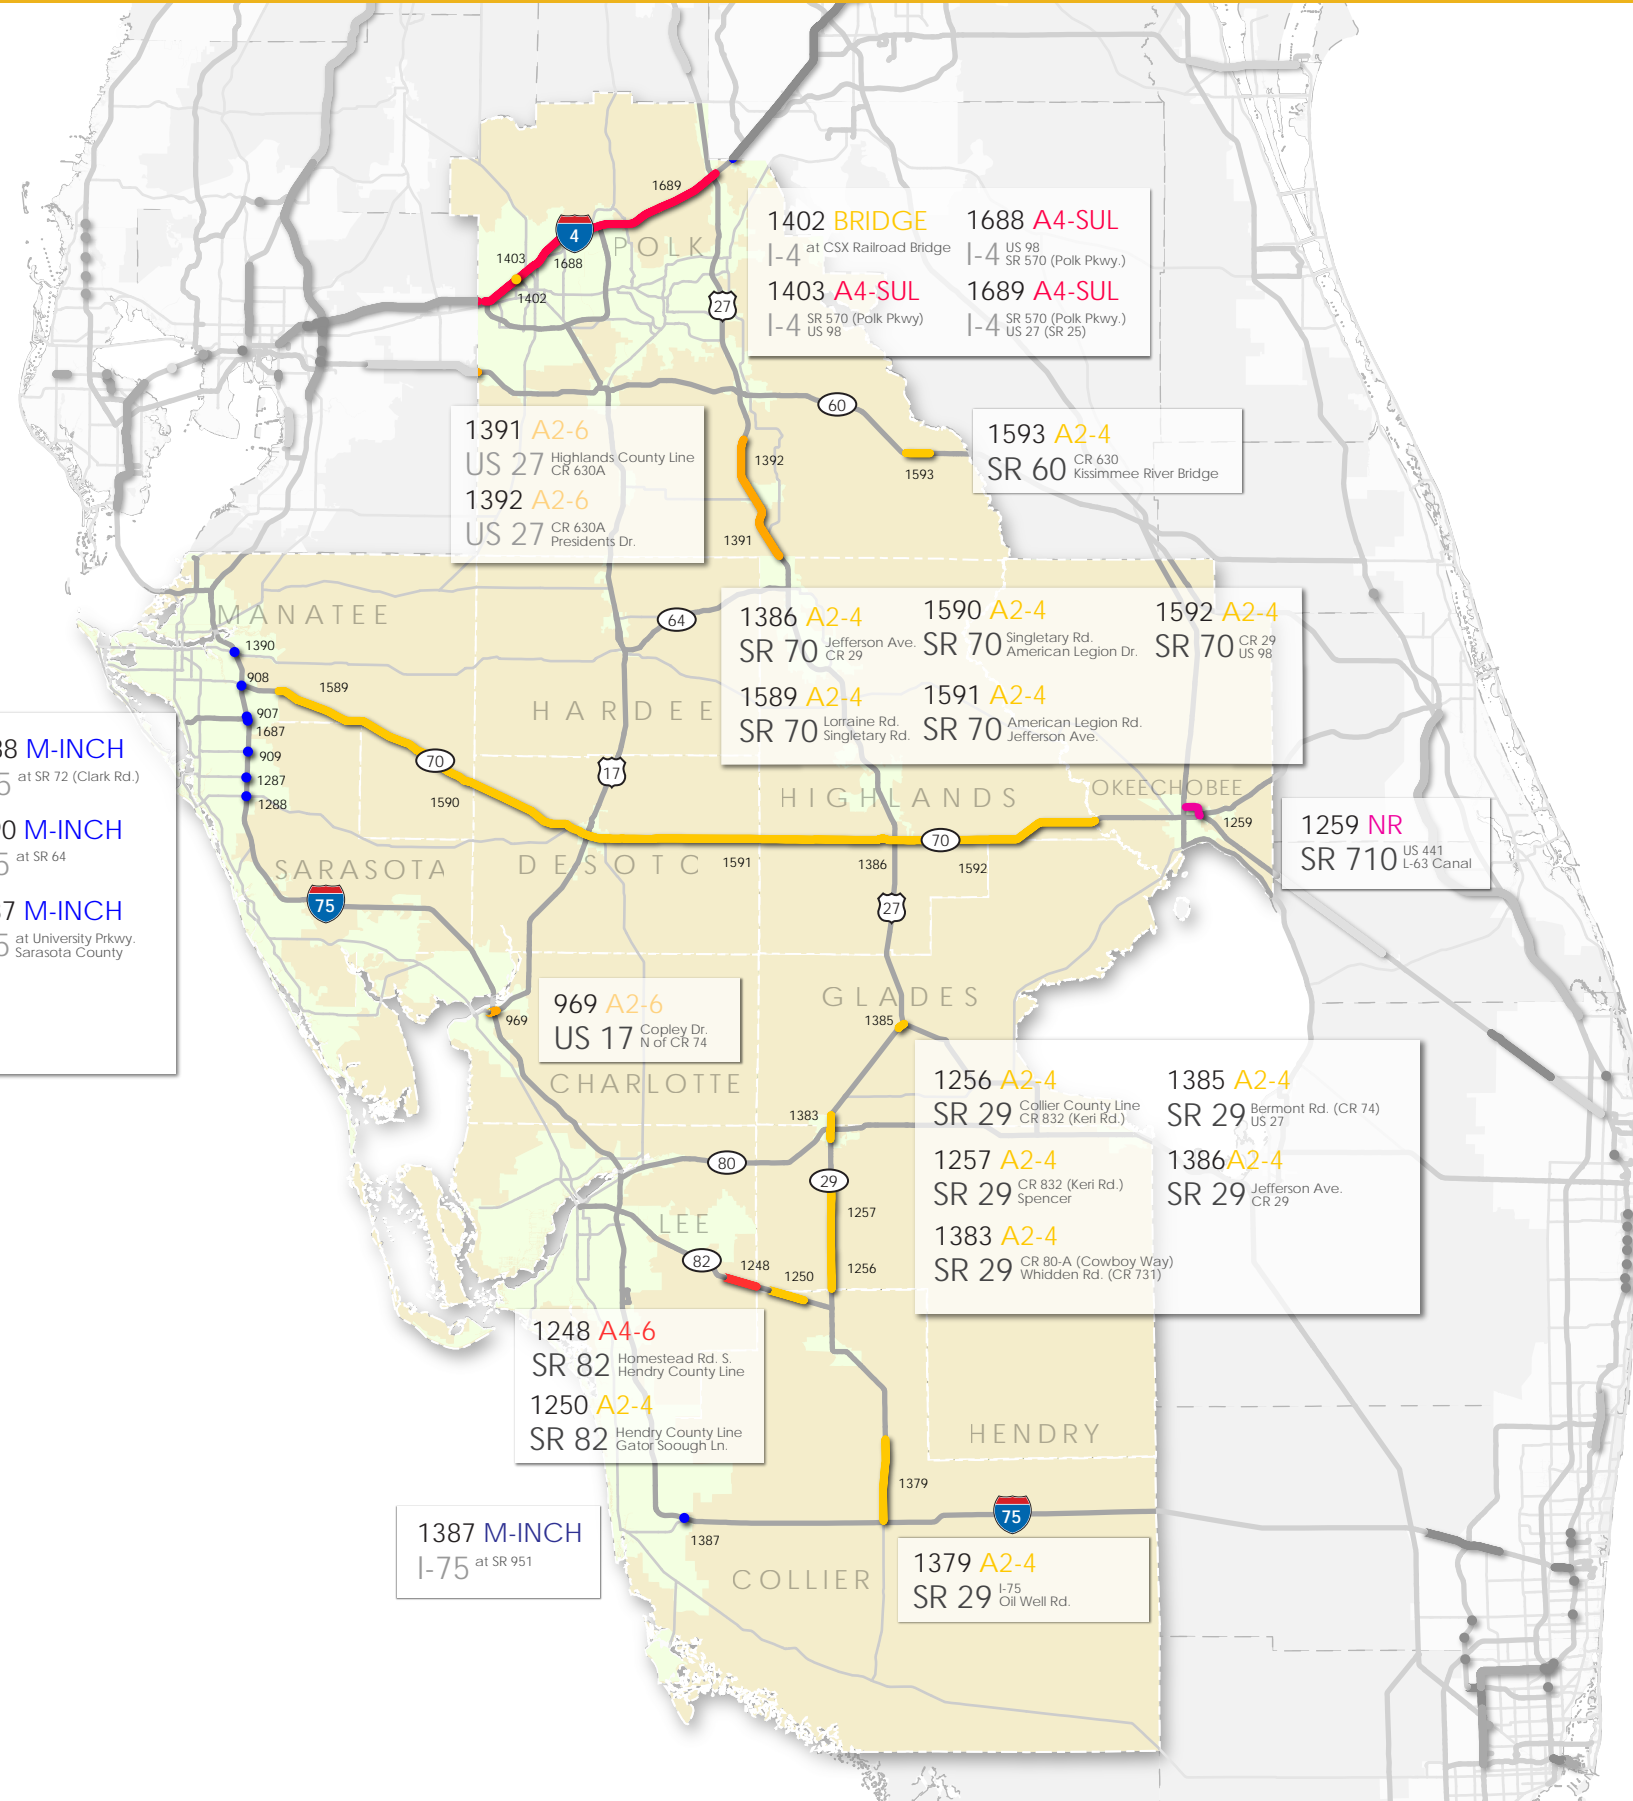 1689
4
POLK
1403
1688
1402
27
1402 BRIDGE
I-4 at CSX Railroad Bridge
1688 A4-SUL
I-4 US 98
SR 570 (Polk Pkwy.)
1403 A4-SUL
I-4 SR 570 (Polk Pkwy)
US 98
1689 A4-SUL
I-4 SR 570 (Polk Pkwy.)
US 27 (SR 25)
60
1391 A2-6
US 27 Highlands County Line
CR 630A
1392 A2-6
US 27 CR 630A
Presidents Dr.
1392
1391
1593
1593 A2-4
SR 60 CR 630
Kissimmee River Bridge
MANATEE
64
1390
908
1589
907
1687
909
1287
1288
HARDEE
1386 A2-4
SR 70 Jefferson Ave.
CR 29
1590 A2-4
SR 70 Singletary Rd.
American Legion Dr.
1592 A2-4
SR 70 CR 29
US 98
1589 A2-4
SR 70 Lorraine Rd.
Singletary Rd.
1591 A2-4
SR 70 American Legion Rd.
Jefferson Ave.
8 M-INCH
5 at SR 72 (Clark Rd.)
0 M-INCH
5 at SR 64
7 M-INCH
5 at University Prkwy.
Sarasota County
70
1590
17
HIGHLANDS
OKEECHOBEE
1259
1259 NR
SR 710 US 441
L-63 Canal
SARASOTA
DESOTC
1591
1386
70
1592
75
27
GLADES
969
969 A2-6
US 17 Copley Dr.
N of CR 74
1385
CHARLOTTE
1383
80
29
1256 A2-4
SR 29 Collier County Line
CR 832 (Keri Rd.)
1385 A2-4
SR 29 Bermont Rd. (CR 74)
US 27
1257 A2-4
SR 29 CR 832 (Keri Rd.)
Spencer
1386 A2-4
SR 29 Jefferson Ave.
CR 29
1383 A2-4
SR 29 CR 80-A (Cowboy Way)
Whidden Rd. (CR 731)
LEE
1257
82
1248
1250
1256
1248 A4-6
SR 82 Homestead Rd. S.
Hendry County Line
1250 A2-4
SR 82 Hendry County Line
Gator Soough Ln.
HENDRY
1379
75
1387 M-INCH
I-75 at SR 951
1387
COLLIER
1379 A2-4
SR 29 I-75
Oil Well Rd.